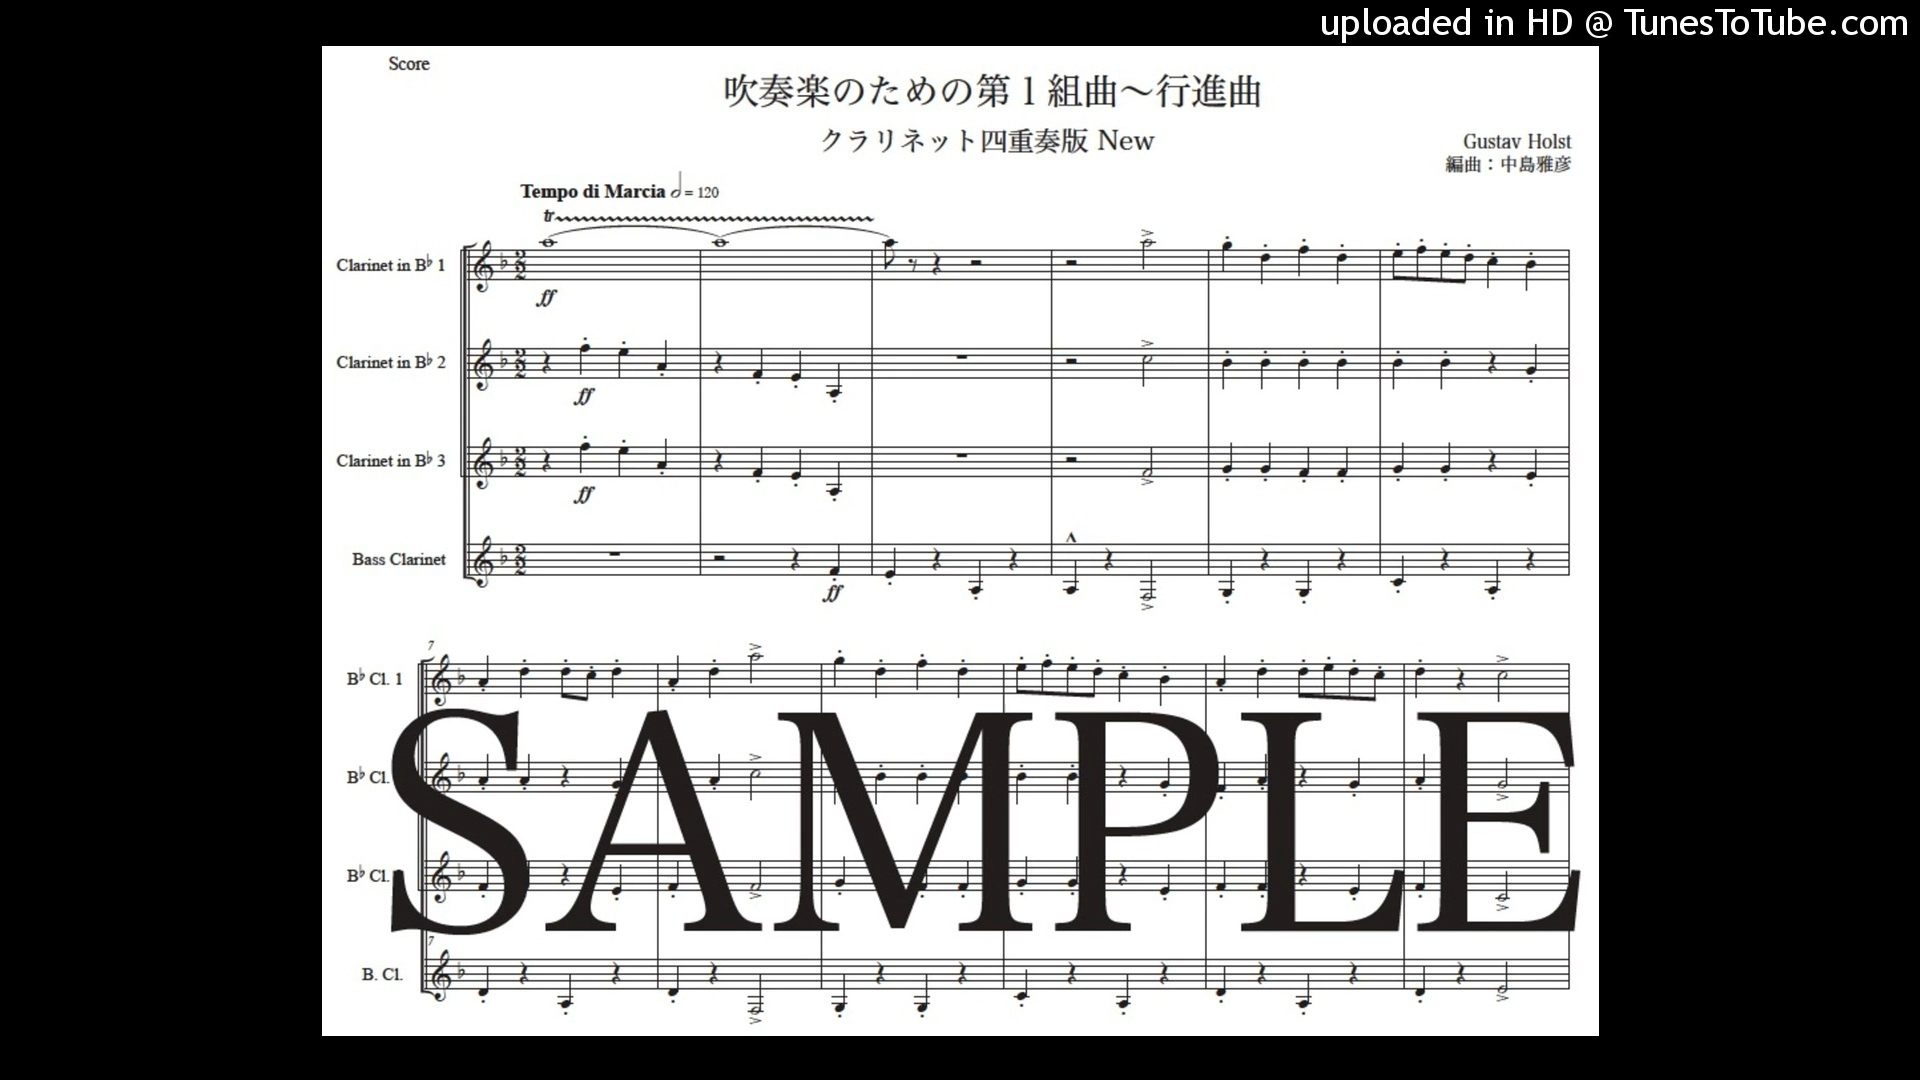 uploaded in HD @ TunesToTube.com
Score
吹奏楽のための第１組曲～行進曲
クラリネット四重奏版 New
Gustav Holst
編曲：中島雅彦
Tempo di Marcia = 120
tr
Clarinet in B♭ 1
ff
Clarinet in B♭ 2
ff
Clarinet in B♭ 3
ff
Bass Clarinet
ff
7
B♭ Cl. 1
B♭ Cl.
B♭ Cl.
7
B. Cl.
SAMPLE